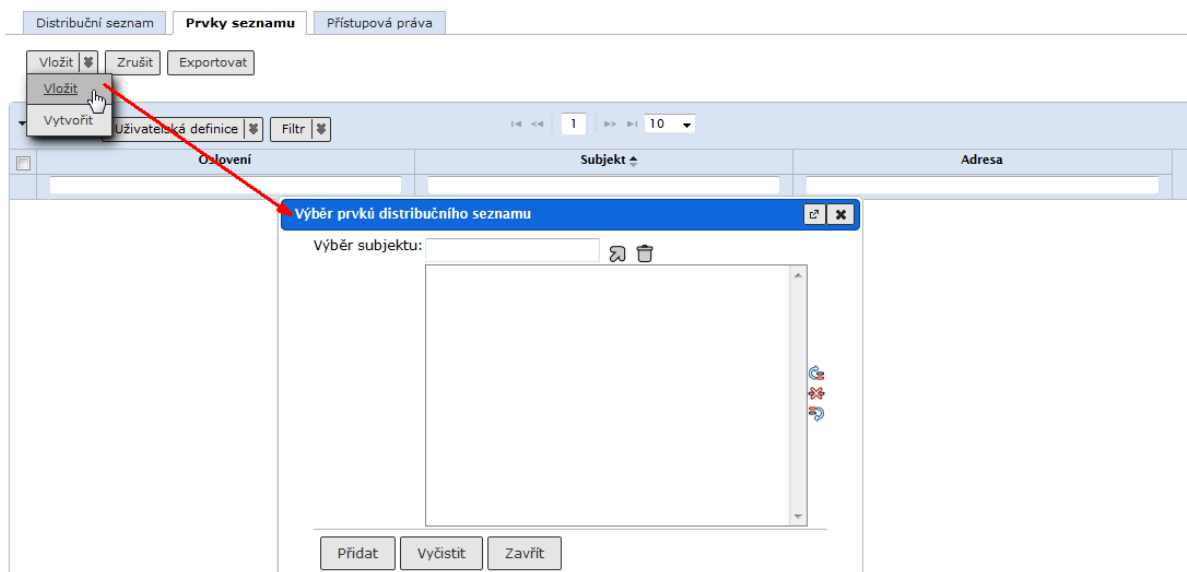 Distribuční seznam Prvky seznamu Přístupová práva
Vložit Zrušit Exportovat
Vložit
Vytvořit
Uživatelská definice Filtr 1 10
Oslovení Subjekt Adresa
Výběr prvků distribučního seznamu
Výběr subjektu:
Přidat Vyčistit Zavřít